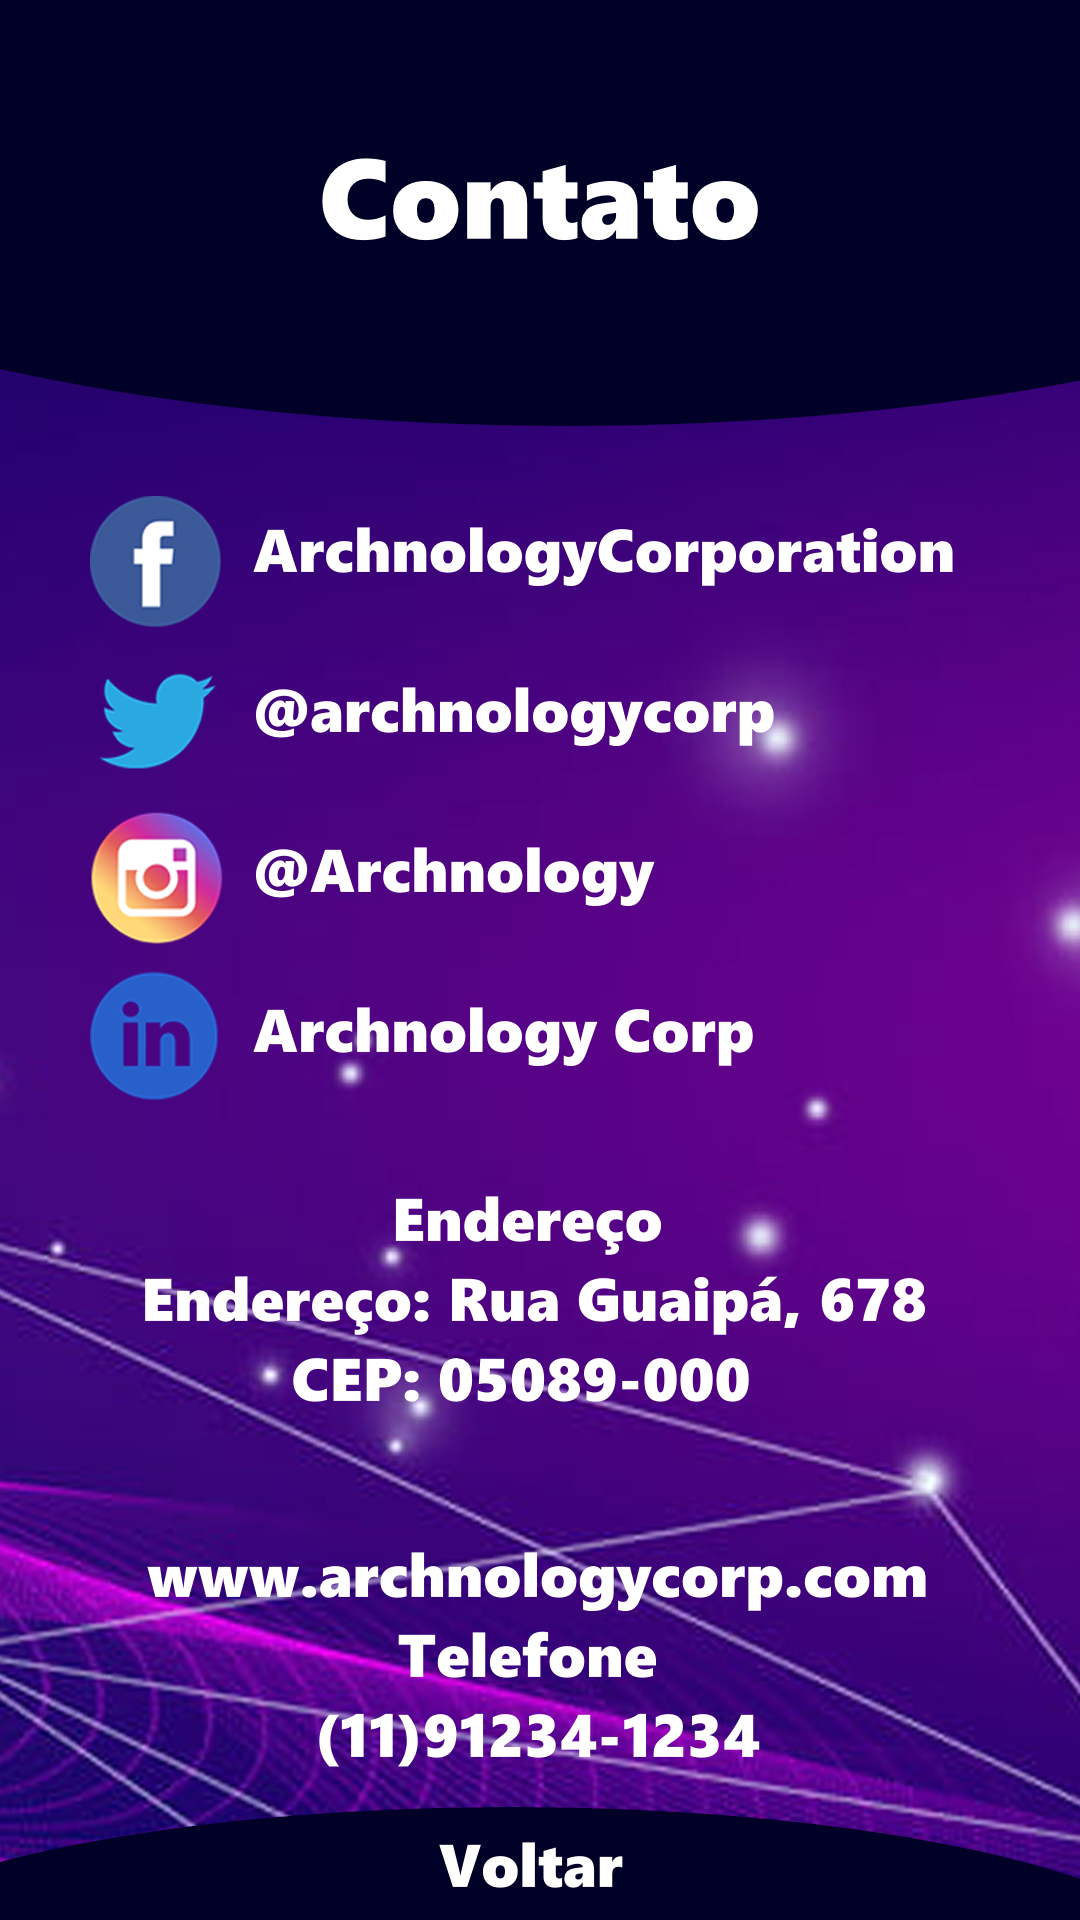 Contato
f ArchnologyCorporation
@archnologycorp
@Archnology
in Archnology Corp
Endereço
Endereço: Rua Guaipá, 678
CEP: 05089-000
www.archnologycorp.com
Telefone
(11)91234-1234
Voltar